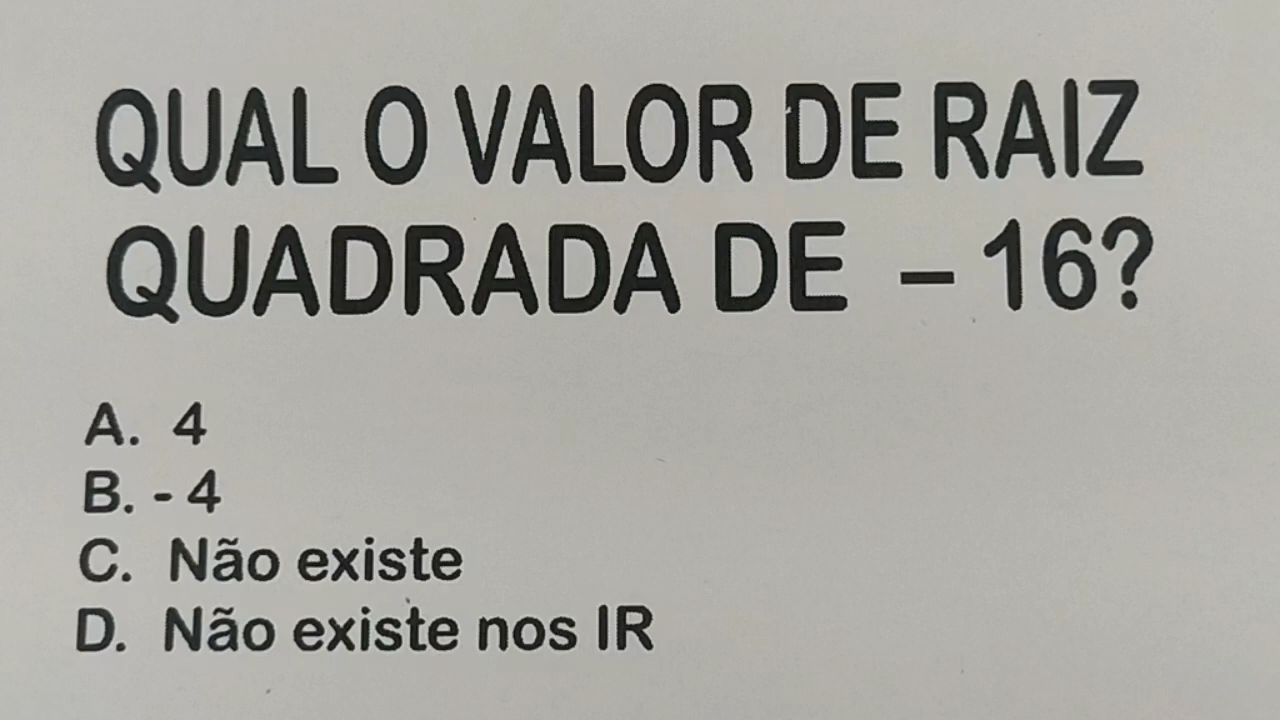 QUAL O VALOR DE RAIZ
QUADRADA DE – 16?
A. 4
B. - 4
C. Não existe
D. Não existe nos IR